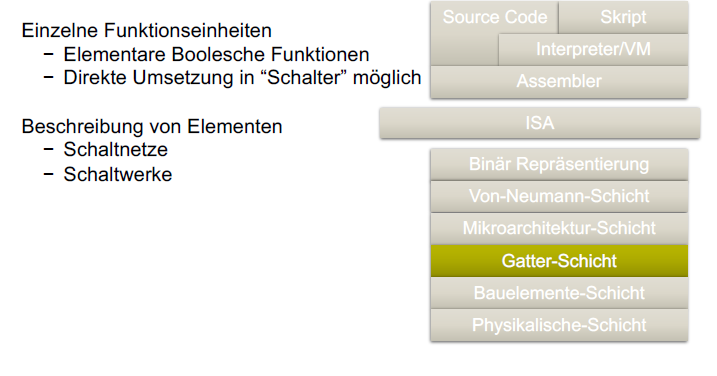 Einzelne Funktionseinheiten
− Elementare Boolesche Funktionen
− Direkte Umsetzung in “Schalter” möglich
Beschreibung von Elementen
− Schaltnetze
− Schaltwerke
Source Code Skript
Interpreter/VM
Assembler
ISA
Binär Repräsentierung
Von-Neumann-Schicht
Mikroarchitektur-Schicht
Gatter-Schicht
Bauelemente-Schicht
Physikalische-Schicht